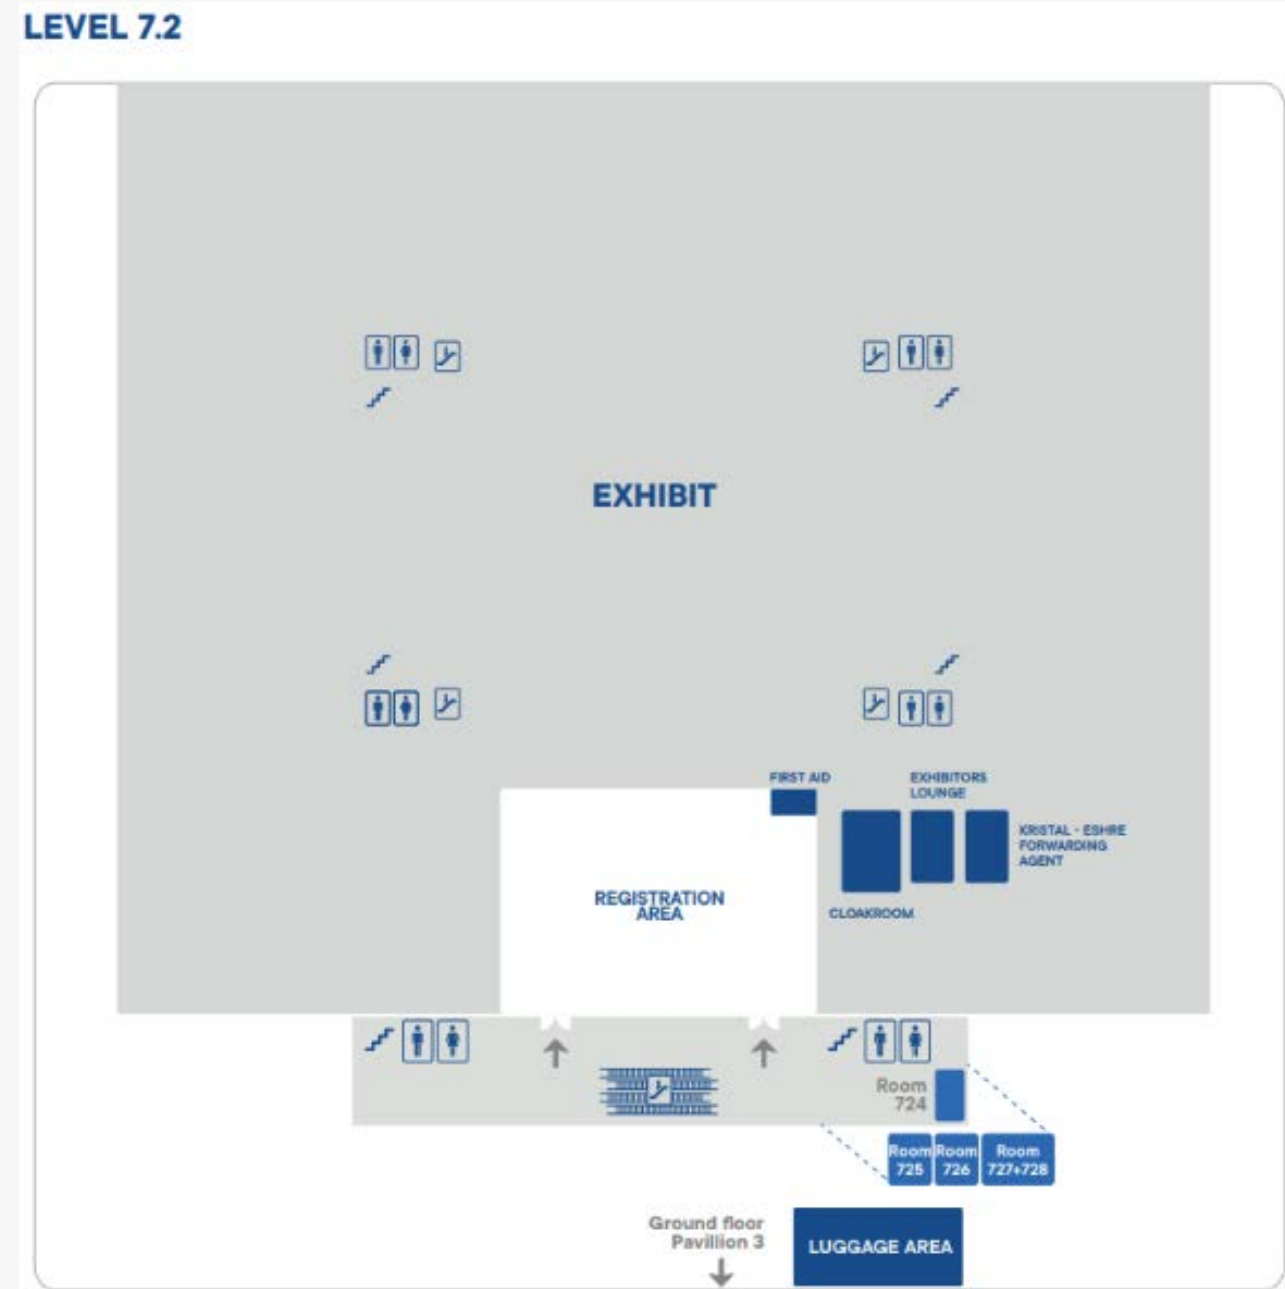 LEVEL 7.2
EXHIBIT
FIRST AID
EXHIBITORS
LOUNGE
KRISTAL - ESHRE
FORWARDING
AGENT
REGISTRATION
AREA
CLOAKROOM
Room
724
Room
725
Room
726
Room
727+728
Ground floor
Pavillion 3
LUGGAGE AREA